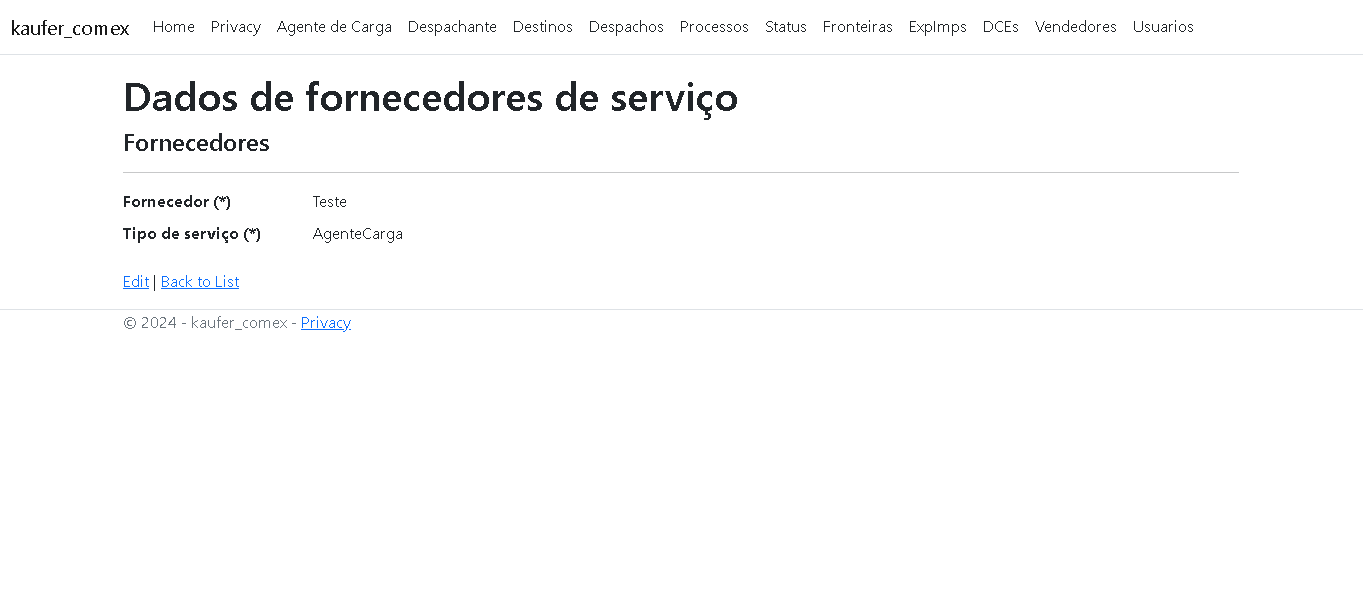 kaufer_comex Home Privacy Agente de Carga Despachante Destinos Despachos Processos Status Fronteiras ExpImps DCEs Vendedores Usuarios
Dados de fornecedores de serviço
Fornecedores
Fornecedor (*) Teste
Tipo de serviço (*) AgenteCarga
Edit | Back to List
© 2024 - kaufer_comex - Privacy